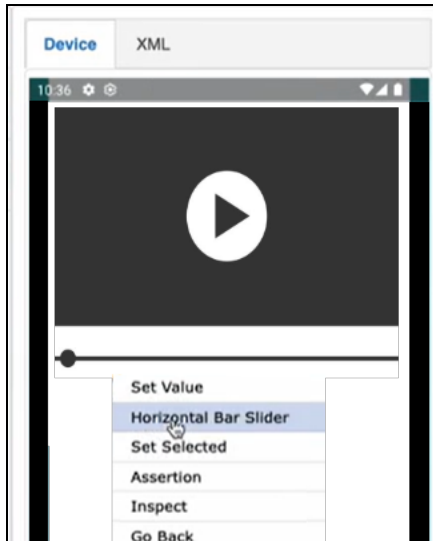 Device XML
10:36
Set Value
Horizontal Bar Slider
Set Selected
Assertion
Inspect
Go Back